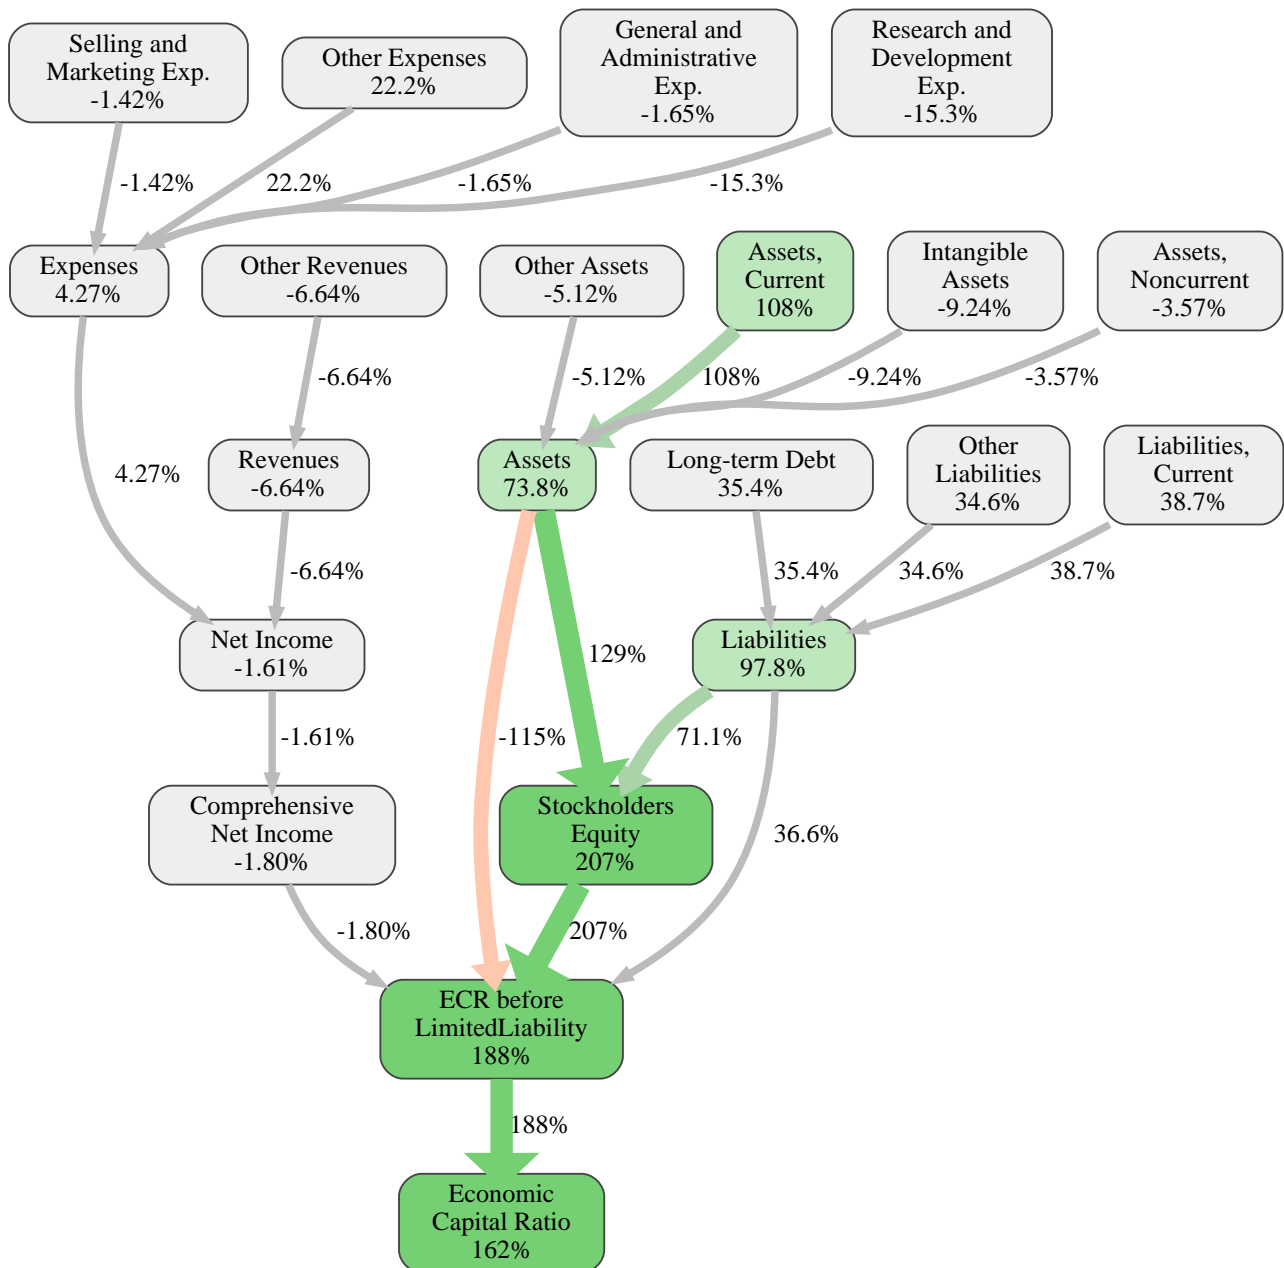 Selling and
Marketing Exp.
-1.42%
Other Expenses
22.2%
General and
Administrative
Exp.
-1.65%
Research and
Development
Exp.
-15.3%
-1.42%
22.2%
-1.65%
-15.3%
Expenses
4.27%
Other Revenues
-6.64%
Other Assets
-5.12%
Assets,
Current
108%
Intangible
Assets
-9.24%
Assets,
Noncurrent
-3.57%
-6.64%
-5.12%
108%
-9.24%
-3.57%
4.27%
Revenues
-6.64%
Assets
73.8%
Long-term Debt
35.4%
Other
Liabilities
34.6%
Liabilities,
Current
38.7%
-6.64%
35.4%
34.6%
38.7%
Net Income
-1.61%
129%
Liabilities
97.8%
-1.61%
-115%
71.1%
Comprehensive
Net Income
-1.80%
Stockholders
Equity
207%
36.6%
-1.80%
207%
ECR before
LimitedLiability
188%
188%
Economic
Capital Ratio
162%